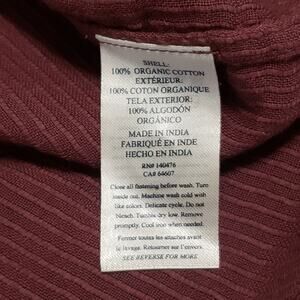 SHELL:
100% ORGANIC COTTON
EXTÉRIEUR:
100% COTON ORGANIQUE
TELA EXTERIOR:
100% ALGODÓN
ORGÁNICO
MADE IN INDIA
FABRIQUÉ EN INDE
HECHO EN INDIA
RN# 140476
CA# 64607
Close all fastening before wash. Turn
inside out. Machine wash cold with
like colors. Delicate cycle. Do not
bleach. Tumble dry low. Remove
promptly. Cool iron when needed.
Fermer toutes les attaches avant
le lavage. Retourner sur l'envers.
SEE REVERSE FOR MORE